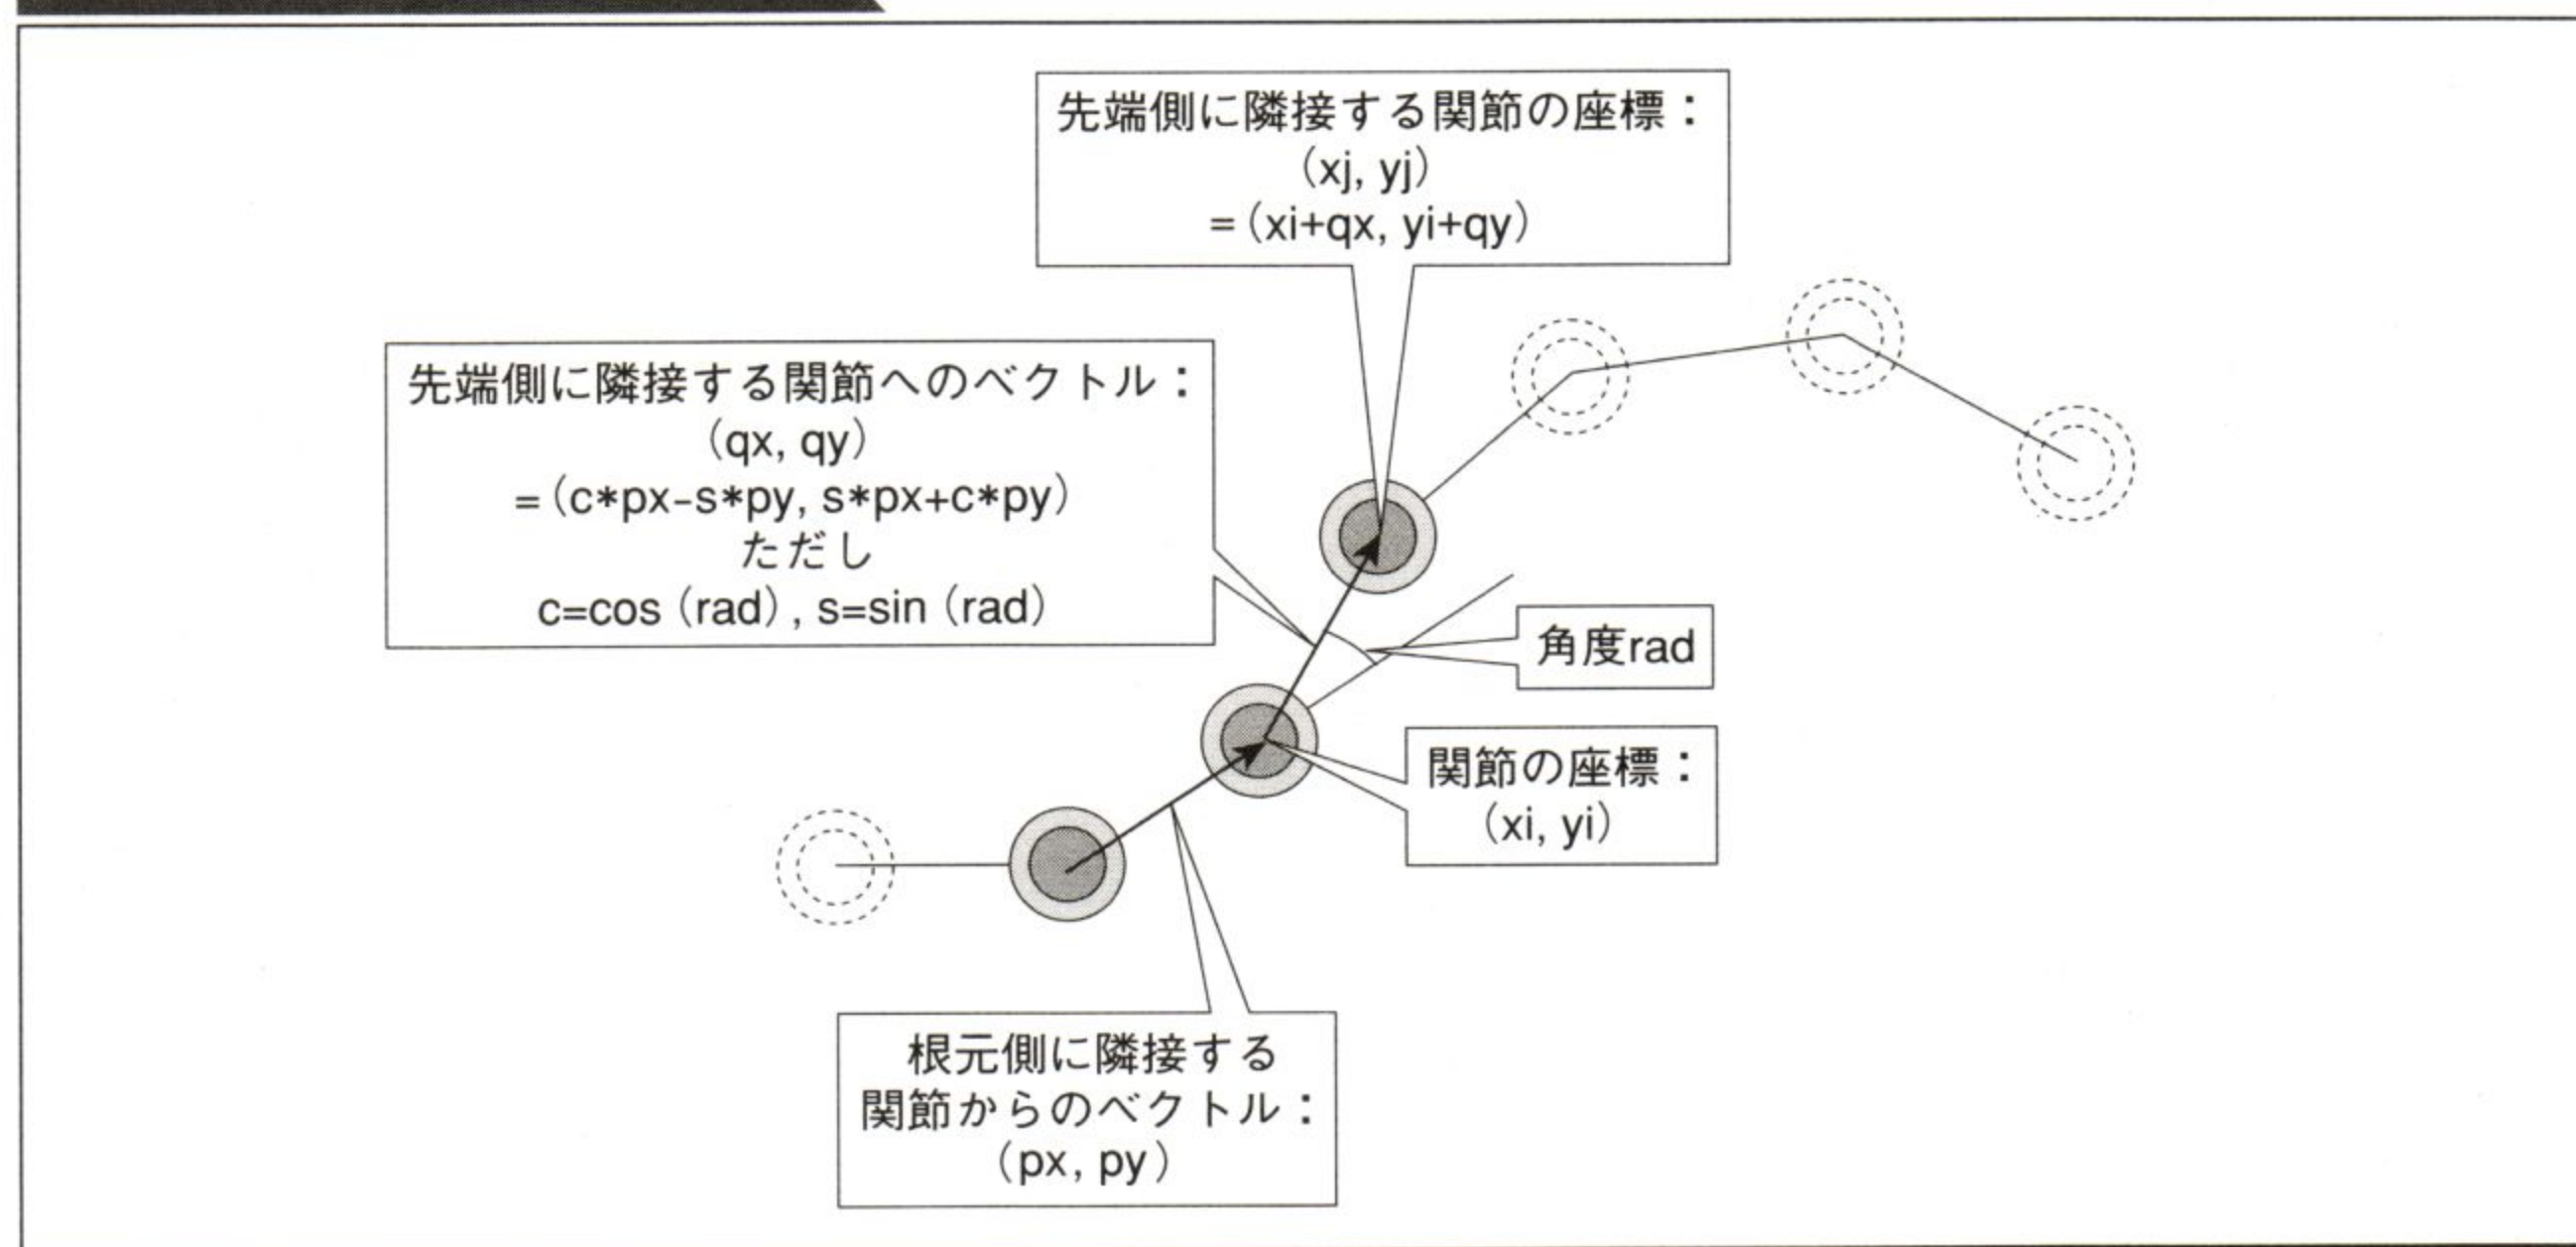 先端側に隣接する関節の座標：
(xj, yj)
=(xi+qx, yi+qy)
先端側に隣接する関節へのベクトル：
(qx, qy)
=(c*px-s*py, s*px+c*py)
ただし
c=cos (rad), s=sin (rad)
角度rad
関節の座標：
(xi, yi)
根元側に隣接する
関節からのベクトル：
(px, py)